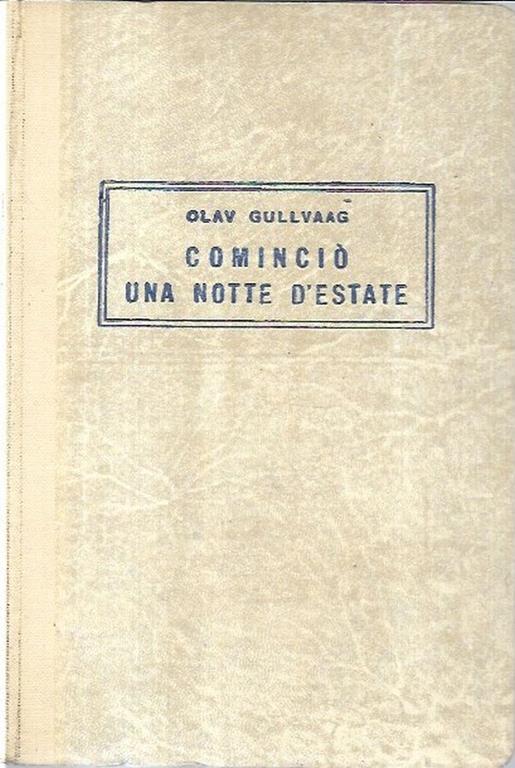 OLAV GULLVAAG
COMINCIÒ
UNA NOTTE D'ESTATE